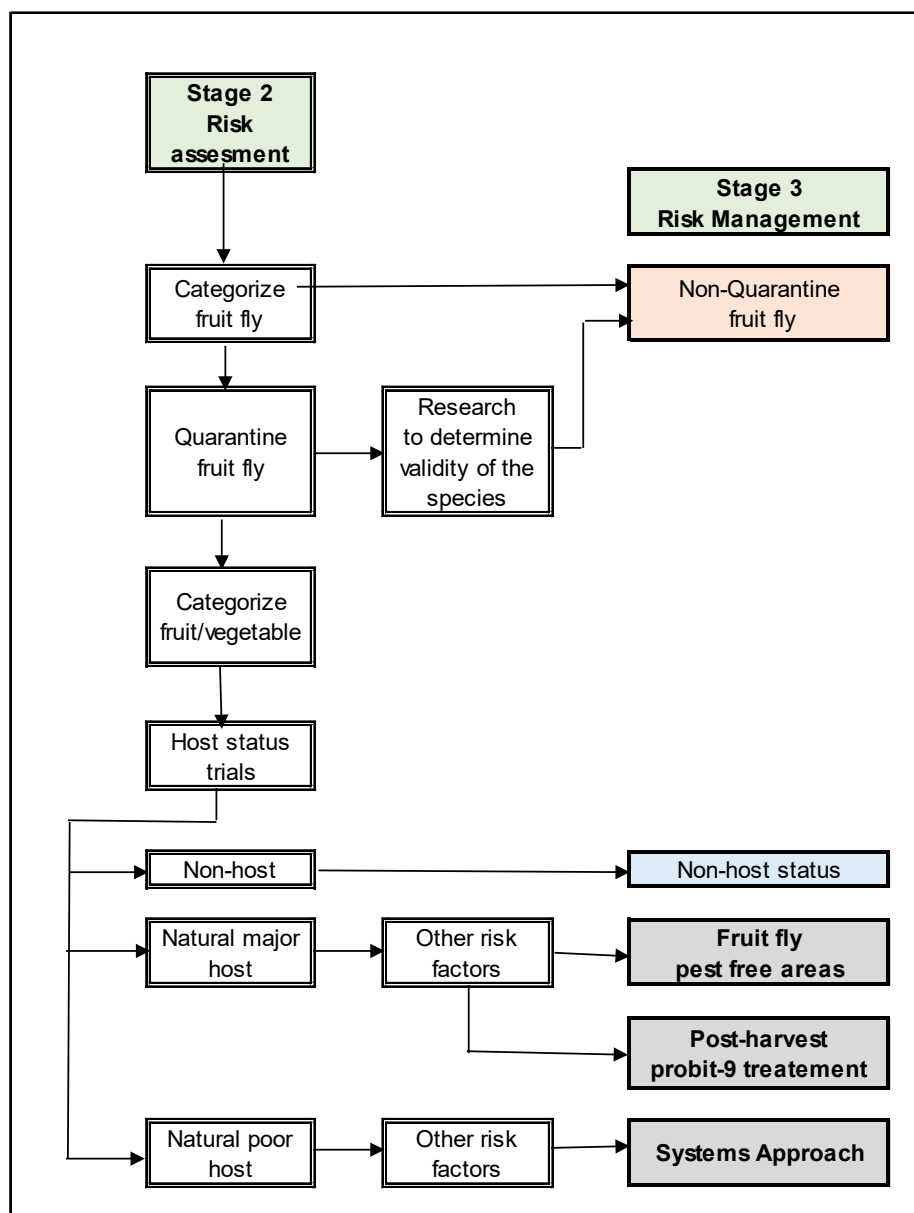 Stage 2
Risk
assesment
Stage 3
Risk Management
Categorize
fruit fly
Non-Quarantine
fruit fly
Quarantine
fruit fly
Research
to determine
validity of the
species
Categorize
fruit/vegetable
Host status
trials
Non-host
Non-host status
Natural major
host
Other risk
factors
Fruit fly
pest free areas
Post-harvest
probit-9 treatement
Natural poor
host
Other risk
factors
Systems Approach